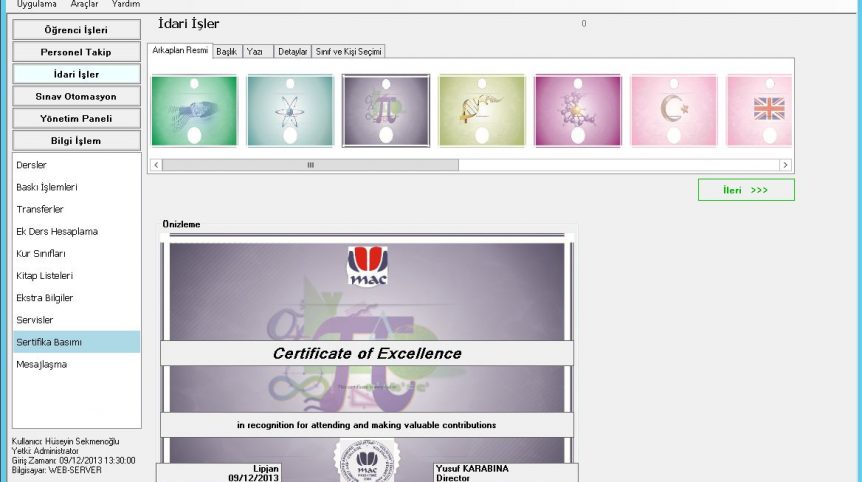 Uygulama Araçlar Yardım
İdari İşler
0
Öğrenci İşleri
Personel Takip
İdari İşler
Sınav Otomasyon
Yönetim Paneli
Bilgi İşlem
Dersler
Baskı İşlemleri
Transferler
Ek Ders Hesaplama
Kur Sınıfları
Kitap Listeleri
Ekstra Bilgiler
Servisler
Sertifika Basımı
Mesajlaşma
Kullanıcı: Hüseyin Sekmenoğlu
Yetki: Administrator
Giriş Zamanı: 09/12/2013 13:30:00
Bilgisayar: WEB-SERVER
Arkaplan Resmi Başlık Yazı Detaylar Sınıf ve Kişi Seçimi
İleri >>>
Önizleme
mac
Certificate of Excellence
in recognition for attending and making valuable contributions
mac
Lipjan
09/12/2013
Yusuf KARABINA
Director